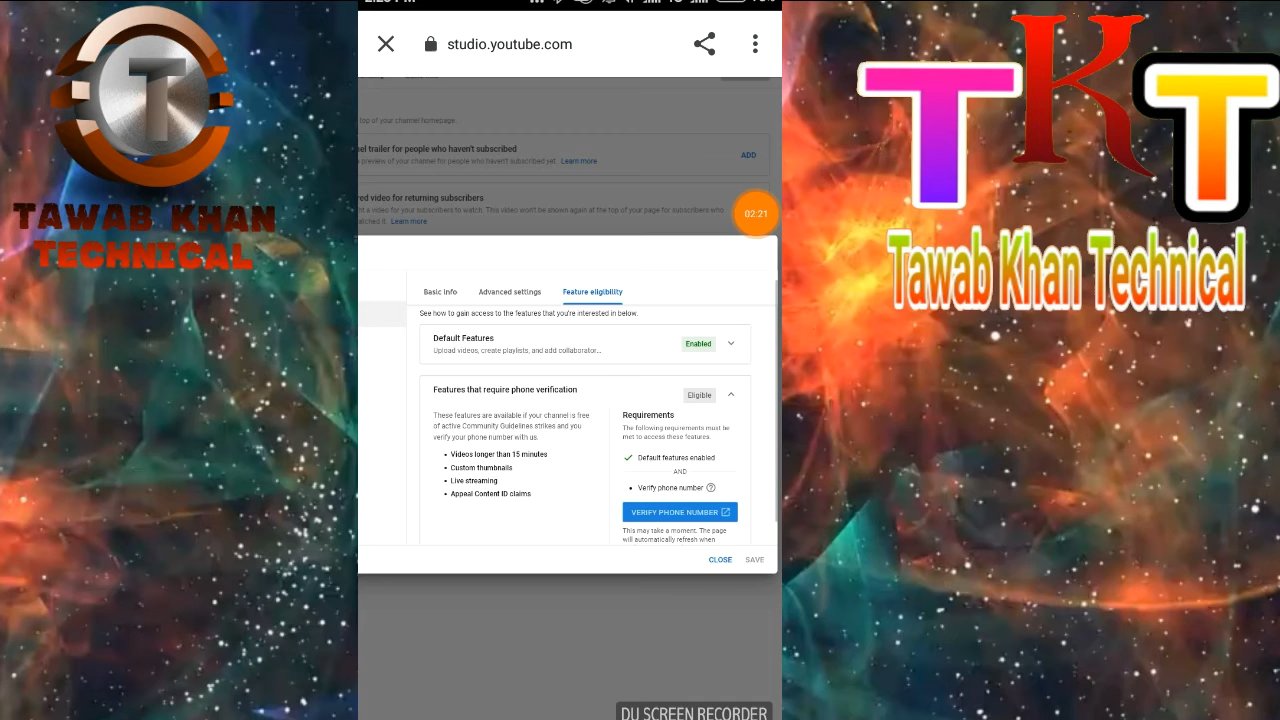 T
TAWAB KHAN
TECHNICAL
TKT
Tawab Khan Technical
studio.youtube.com
top of your channel homepage.
el trailer for people who haven't subscribed
preview of your channel for people who haven't subscribed yet. Learn more
ADD
red video for returning subscribers
ht a video for your subscribers to watch. This video won't be shown again at the top of your page for subscribers who
atched it. Learn more
02:21
Basic info
Advanced settings
Feature eligibility
See how to gain access to the features that you're interested in below.
Default Features
Upload videos, create playlists, and add collaborator...
Enabled
Features that require phone verification
Eligible
These features are available if your channel is free
of active Community Guidelines strikes and you
verify your phone number with us.
• Videos longer than 15 minutes
• Custom thumbnails
• Live streaming
• Appeal Content ID claims
Requirements
The following requirements must be
met to access these features.
Default features enabled
AND
• Verify phone number
VERIFY PHONE NUMBER
This may take a moment. The page
will automatically refresh when
CLOSE
SAVE
DU SCREEN RECORDER